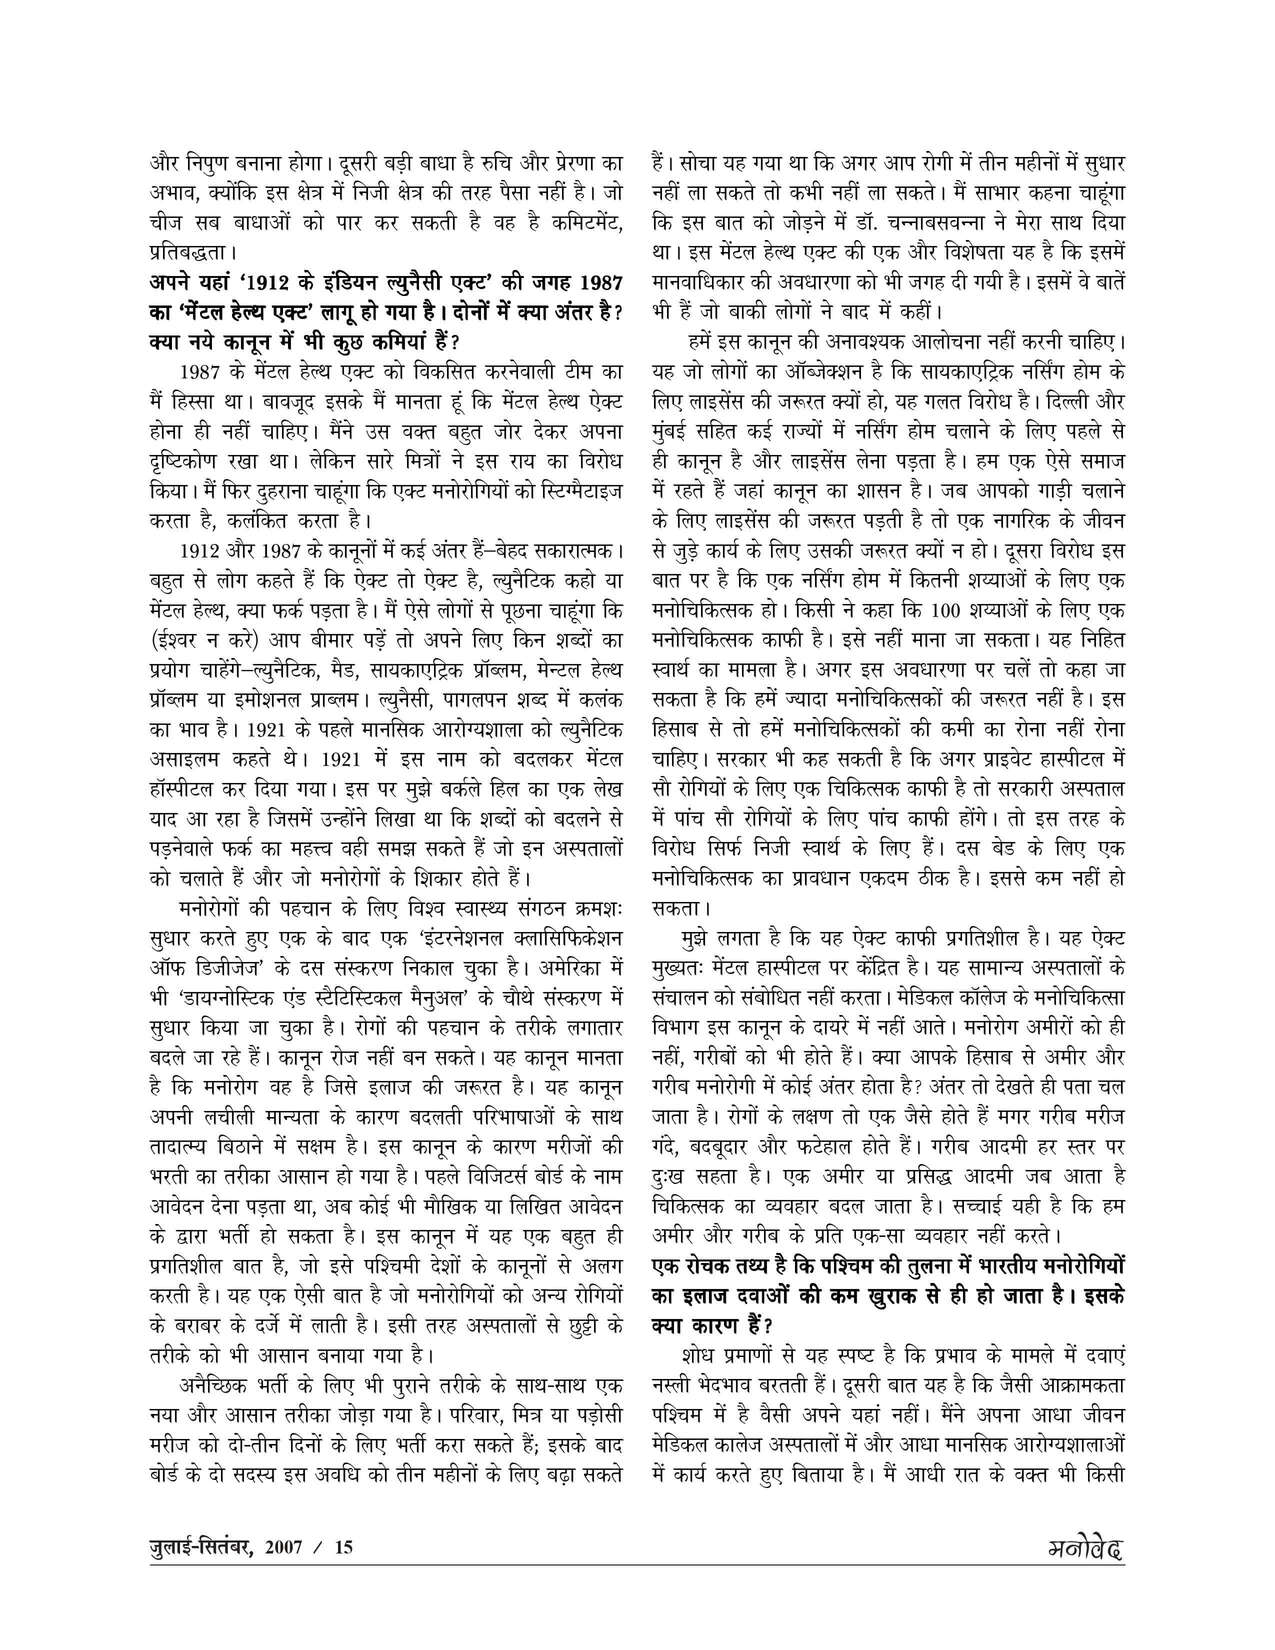 और निपुण बनाना होगा। दूसरी बड़ी बाधा है रुचि और प्रेरणा का
अभाव, क्योंकि इस क्षेत्र में निजी क्षेत्र की तरह पैसा नहीं है। जो
चीज सब बाधाओं को पार कर सकती है वह है कमिटमेंट,
प्रतिबद्धता।
अपने यहां ‘1912 के इंडियन ल्युनैसी एक्ट’ की जगह 1987
का ‘मेंटल हेल्थ एक्ट’ लागू हो गया है। दोनों में क्या अंतर है?
क्या नये कानून में भी कुछ कमियां हैं?
1987 के मेंटल हेल्थ एक्ट को विकसित करनेवाली टीम का
मैं हिस्सा था। बावजूद इसके मैं मानता हूं कि मेंटल हेल्थ ऐक्ट
होना ही नहीं चाहिए। मैंने उस वक्त बहुत जोर देकर अपना
दृष्टिकोण रखा था। लेकिन सारे मित्रों ने इस राय का विरोध
किया। मैं फिर दुहराना चाहूंगा कि एक्ट मनोरोगियों को स्टिग्मैटाइज
करता है, कलंकित करता है।
1912 और 1987 के कानूनों में कई अंतर हैं–बेहद सकारात्मक।
बहुत से लोग कहते हैं कि ऐक्ट तो ऐक्ट है, ल्युनैटिक कहो या
मेंटल हेल्थ, क्या फर्क पड़ता है। मैं ऐसे लोगों से पूछना चाहूंगा कि
(ईश्वर न करे) आप बीमार पड़ें तो अपने लिए किन शब्दों का
प्रयोग चाहेंगे–ल्युनैटिक, मैड, सायकाएट्रिक प्रॉब्लम, मेन्टल हेल्थ
प्रॉब्लम या इमोशनल प्राब्लम। ल्युनैसी, पागलपन शब्द में कलंक
का भाव है। 1921 के पहले मानसिक आरोग्यशाला को ल्युनैटिक
असाइलम कहते थे। 1921 में इस नाम को बदलकर मेंटल
हॉस्पीटल कर दिया गया। इस पर मुझे बर्कले हिल का एक लेख
याद आ रहा है जिसमें उन्होंने लिखा था कि शब्दों को बदलने से
पड़नेवाले फर्क का महत्त्व वही समझ सकते हैं जो इन अस्पतालों
को चलाते हैं और जो मनोरोगों के शिकार होते हैं।
मनोरोगों की पहचान के लिए विश्व स्वास्थ्य संगठन क्रमशः
सुधार करते हुए एक के बाद एक ‘इंटरनेशनल क्लासिफिकेशन
ऑफ डिजीजेज’ के दस संस्करण निकाल चुका है। अमेरिका में
भी ‘डायग्नोस्टिक एंड स्टैटिस्टिकल मैनुअल’ के चौथे संस्करण में
सुधार किया जा चुका है। रोगों की पहचान के तरीके लगातार
बदले जा रहे हैं। कानून रोज नहीं बन सकते। यह कानून मानता
है कि मनोरोग वह है जिसे इलाज की जरूरत है। यह कानून
अपनी लचीली मान्यता के कारण बदलती परिभाषाओं के साथ
तादात्म्य बिठाने में सक्षम है। इस कानून के कारण मरीजों की
भरती का तरीका आसान हो गया है। पहले विजिटर्स बोर्ड के नाम
आवेदन देना पड़ता था, अब कोई भी मौखिक या लिखित आवेदन
के द्वारा भर्ती हो सकता है। इस कानून में यह एक बहुत ही
प्रगतिशील बात है, जो इसे पश्चिमी देशों के कानूनों से अलग
करती है। यह एक ऐसी बात है जो मनोरोगियों को अन्य रोगियों
के बराबर के दर्जे में लाती है। इसी तरह अस्पतालों से छुट्टी के
तरीके को भी आसान बनाया गया है।
अनैच्छिक भर्ती के लिए भी पुराने तरीके के साथ-साथ एक
नया और आसान तरीका जोड़ा गया है। परिवार, मित्र या पड़ोसी
मरीज को दो-तीन दिनों के लिए भर्ती करा सकते हैं; इसके बाद
बोर्ड के दो सदस्य इस अवधि को तीन महीनों के लिए बढ़ा सकते
हैं। सोचा यह गया था कि अगर आप रोगी में तीन महीनों में सुधार
नहीं ला सकते तो कभी नहीं ला सकते। मैं साभार कहना चाहूंगा
कि इस बात को जोड़ने में डॉ. चन्नाबसवन्ना ने मेरा साथ दिया
था। इस मेंटल हेल्थ एक्ट की एक और विशेषता यह है कि इसमें
मानवाधिकार की अवधारणा को भी जगह दी गयी है। इसमें वे बातें
भी हैं जो बाकी लोगों ने बाद में कहीं।
हमें इस कानून की अनावश्यक आलोचना नहीं करनी चाहिए।
यह जो लोगों का ऑब्जेक्शन है कि सायकाएट्रिक नर्सिंग होम के
लिए लाइसेंस की जरूरत क्यों हो, यह गलत विरोध है। दिल्ली और
मुंबई सहित कई राज्यों में नर्सिंग होम चलाने के लिए पहले से
ही कानून है और लाइसेंस लेना पड़ता है। हम एक ऐसे समाज
में रहते हैं जहां कानून का शासन है। जब आपको गाड़ी चलाने
के लिए लाइसेंस की जरूरत पड़ती है तो एक नागरिक के जीवन
से जुड़े कार्य के लिए उसकी जरूरत क्यों न हो। दूसरा विरोध इस
बात पर है कि एक नर्सिंग होम में कितनी शय्याओं के लिए एक
मनोचिकित्सक हो। किसी ने कहा कि 100 शय्याओं के लिए एक
मनोचिकित्सक काफी है। इसे नहीं माना जा सकता। यह निहित
स्वार्थ का मामला है। अगर इस अवधारणा पर चलें तो कहा जा
सकता है कि हमें ज्यादा मनोचिकित्सकों की जरूरत नहीं है। इस
हिसाब से तो हमें मनोचिकित्सकों की कमी का रोना नहीं रोना
चाहिए। सरकार भी कह सकती है कि अगर प्राइवेट हास्पीटल में
सौ रोगियों के लिए एक चिकित्सक काफी है तो सरकारी अस्पताल
में पांच सौ रोगियों के लिए पांच काफी होंगे। तो इस तरह के
विरोध सिर्फ निजी स्वार्थ के लिए हैं। दस बेड के लिए एक
मनोचिकित्सक का प्रावधान एकदम ठीक है। इससे कम नहीं हो
सकता।
मुझे लगता है कि यह ऐक्ट काफी प्रगतिशील है। यह ऐक्ट
मुख्यतः मेंटल हास्पीटल पर केंद्रित है। यह सामान्य अस्पतालों के
संचालन को संबोधित नहीं करता। मेडिकल कॉलेज के मनोचिकित्सा
विभाग इस कानून के दायरे में नहीं आते। मनोरोग अमीरों को ही
नहीं, गरीबों को भी होते हैं। क्या आपके हिसाब से अमीर और
गरीब मनोरोगी में कोई अंतर होता है? अंतर तो देखते ही पता चल
जाता है। रोगों के लक्षण तो एक जैसे होते हैं मगर गरीब मरीज
गंदे, बदबूदार और फटेहाल होते हैं। गरीब आदमी हर स्तर पर
दुःख सहता है। एक अमीर या प्रसिद्ध आदमी जब आता है
चिकित्सक का व्यवहार बदल जाता है। सच्चाई यही है कि हम
अमीर और गरीब के प्रति एक-सा व्यवहार नहीं करते।
एक रोचक तथ्य है कि पश्चिम की तुलना में भारतीय मनोरोगियों
का इलाज दवाओं की कम खुराक से ही हो जाता है। इसके
क्या कारण हैं?
शोध प्रमाणों से यह स्पष्ट है कि प्रभाव के मामले में दवाएं
नस्ली भेदभाव बरतती हैं। दूसरी बात यह है कि जैसी आक्रामकता
पश्चिम में है वैसी अपने यहां नहीं। मैंने अपना आधा जीवन
मेडिकल कालेज अस्पतालों में और आधा मानसिक आरोग्यशालाओं
में कार्य करते हुए बिताया है। मैं आधी रात के वक्त भी किसी
जुलाई-सितंबर, 2007 / 15
मनोवेद